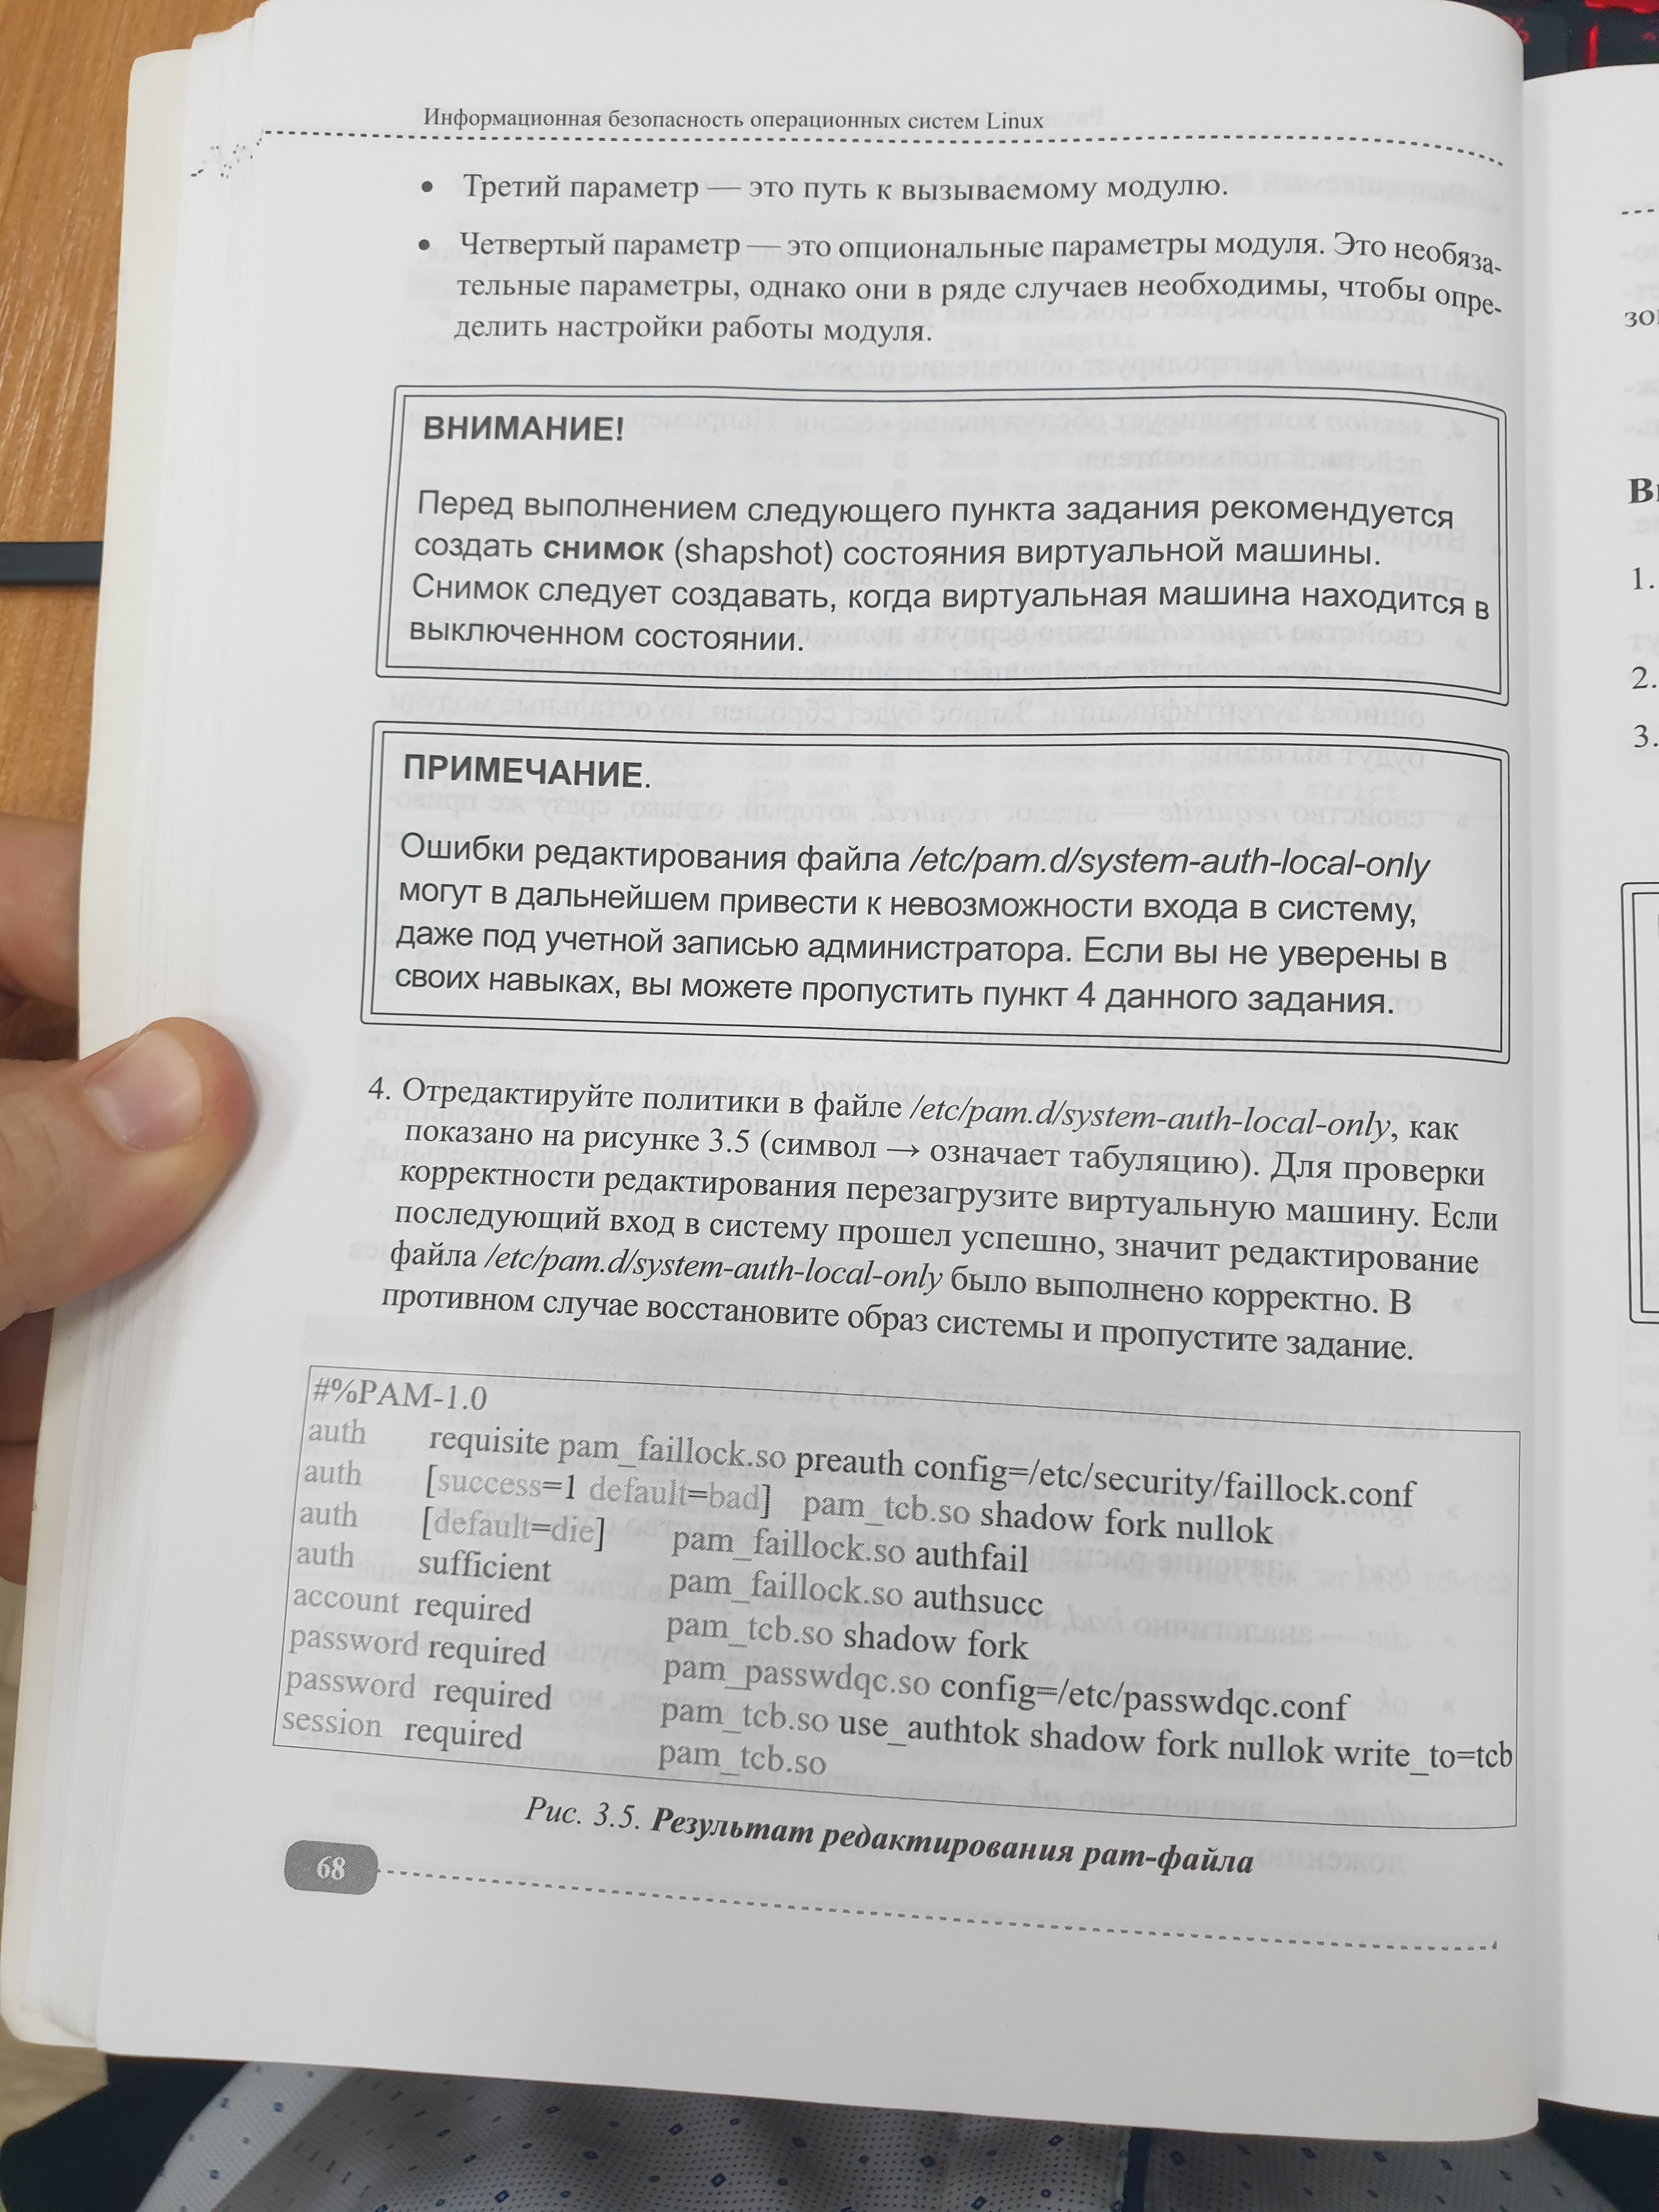 Информационная безопасность операционных систем Linux
• Третий параметр — это путь к вызываемому модулю.
• Четвертый параметр — это опциональные параметры модуля. Это необяза-
тельные параметры, однако они в ряде случаев необходимы, чтобы опре-
делить настройки работы модуля.
ВНИМАНИЕ!
Перед выполнением следующего пункта задания рекомендуется
создать снимок (shapshot) состояния виртуальной машины.
Снимок следует создавать, когда виртуальная машина находится в
выключенном состоянии.
ПРИМЕЧАНИЕ.
Ошибки редактирования файла /etc/pam.d/system-auth-local-only
могут в дальнейшем привести к невозможности входа в систему,
даже под учетной записью администратора. Если вы не уверены в
своих навыках, вы можете пропустить пункт 4 данного задания.
4. Отредактируйте политики в файле /etc/pam.d/system-auth-local-only, как
показано на рисунке 3.5 (символ → означает табуляцию). Для проверки
корректности редактирования перезагрузите виртуальную машину. Если
последующий вход в систему прошел успешно, значит редактирование
файла /etc/pam.d/system-auth-local-only было выполнено корректно. В
противном случае восстановите образ системы и пропустите задание.
#%PAM-1.0
auth requisite pam_faillock.so preauth config=/etc/security/faillock.conf
auth [success=1 default=bad] pam_tcb.so shadow fork nullok
auth [default=die] pam_faillock.so authfail
auth sufficient pam_faillock.so authsucc
account required pam_tcb.so shadow fork
password required pam_passwdqc.so config=/etc/passwdqc.conf
password required pam_tcb.so use_authtok shadow fork nullok write_to=tcb
session required pam_tcb.so
Рис. 3.5. Результат редактирования pam-файла
68
1.
2.
3.